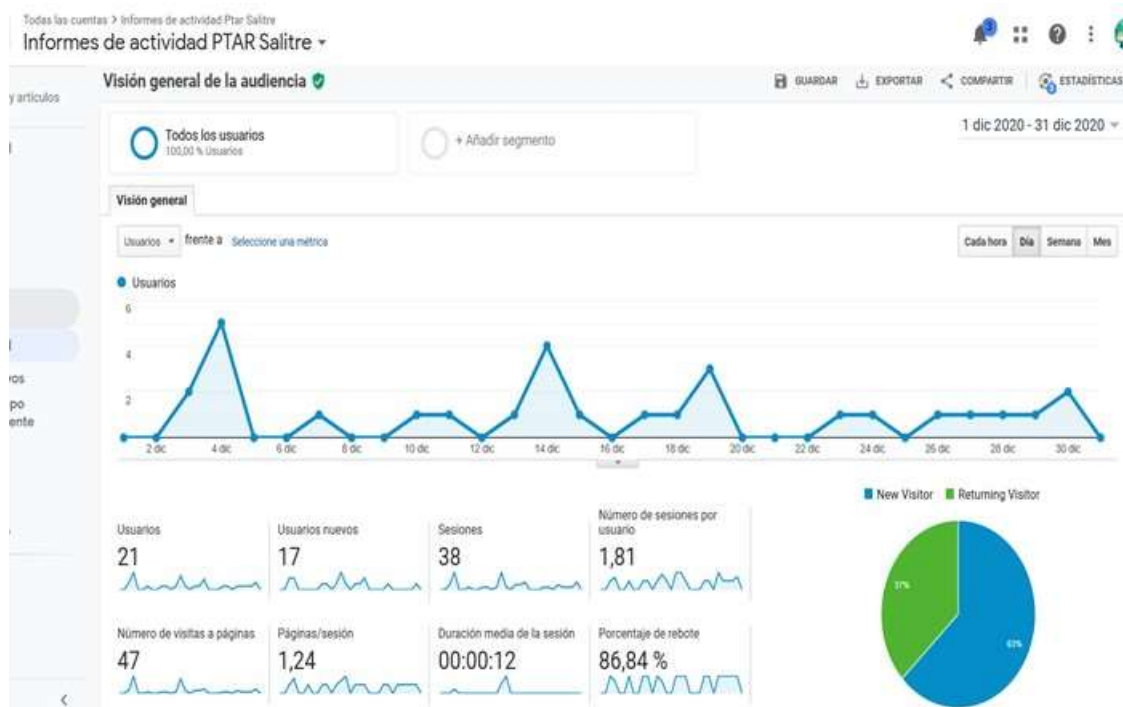 Todas las cuentas > Informes de actividad Ptar Salitre
Informes de actividad PTAR Salitre
3
y artículos
Visión general de la audiencia
GUARDAR
EXPORTAR
COMPARTIR
3
ESTADÍSTICAS
Todos los usuarios
100,00 % Usuarios
+ Añadir segmento
1 dic 2020 - 31 dic 2020
Visión general
Usuarios
frente a
Seleccione una métrica
Cada hora
Día
Semana
Mes
Usuarios
6
4
2
2 dic
4 dic
6 dic
8 dic
10 dic
12 dic
14 dic
16 dic
18 dic
20 dic
22 dic
24 dic
26 dic
28 dic
30 dic
os
po
ente
New Visitor
Returning Visitor
Usuarios
21
Usuarios nuevos
17
Sesiones
38
Número de sesiones por
usuario
1,81
Número de visitas a páginas
47
Páginas/sesión
1,24
Duración media de la sesión
00:00:12
Porcentaje de rebote
86,84 %
37%
63%